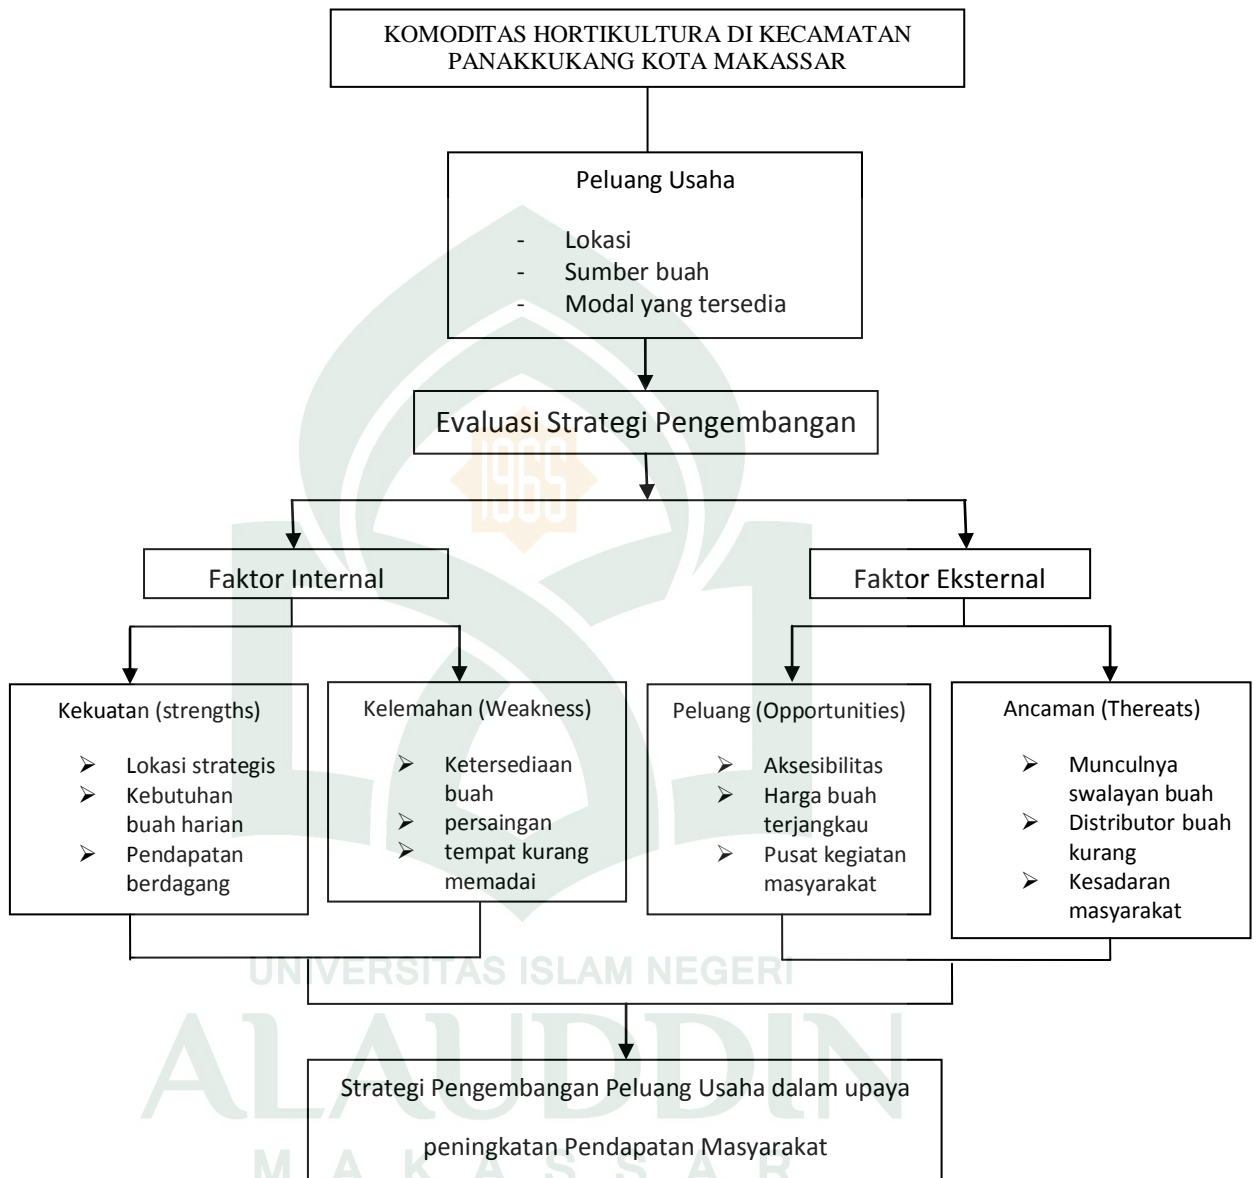 KOMODITAS HORTIKULTURA DI KECAMATAN
PANAKKUKANG KOTA MAKASSAR
Peluang Usaha
- Lokasi
- Sumber buah
- Modal yang tersedia
Evaluasi Strategi Pengembangan
1965
Faktor Internal
Faktor Eksternal
Kekuatan (strengths)
➢ Lokasi strategis
➢ Kebutuhan
buah harian
➢ Pendapatan
berdagang
Kelemahan (Weakness)
➢ Ketersediaan
buah
➢ persaingan
➢ tempat kurang
memadai
Peluang (Opportunities)
➢ Aksesibilitas
➢ Harga buah
terjangkau
➢ Pusat kegiatan
masyarakat
Ancaman (Thereats)
➢ Munculnya
swalayan buah
➢ Distributor buah
kurang
➢ Kesadaran
masyarakat
UNIVERSITAS ISLAM NEGERI
ALAUDDIN
MAKASSAR
Strategi Pengembangan Peluang Usaha dalam upaya
peningkatan Pendapatan Masyarakat